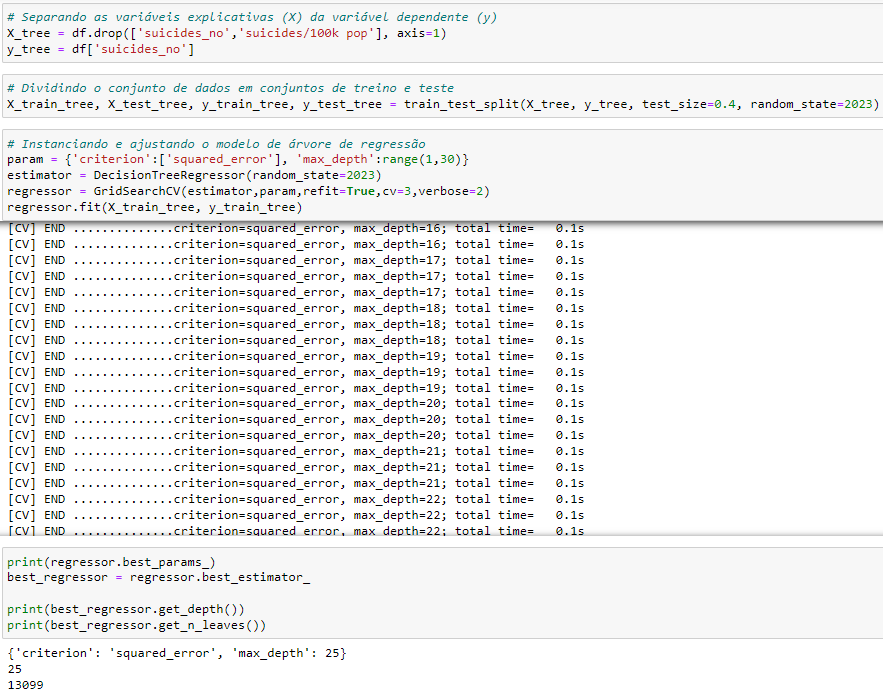 # Separando as variáveis explicativas (X) da variável dependente (y)
X_tree = df.drop(['suicides_no','suicides/100k pop'], axis=1)
y_tree = df['suicides_no']
# Dividindo o conjunto de dados em conjuntos de treino e teste
X_train_tree, X_test_tree, y_train_tree, y_test_tree = train_test_split(X_tree, y_tree, test_size=0.4, random_state=2023)
# Instanciando e ajustando o modelo de árvore de regressão
param = {'criterion':['squared_error'], 'max_depth':range(1,30)}
estimator = DecisionTreeRegressor(random_state=2023)
regressor = GridSearchCV(estimator,param,refit=True,cv=3,verbose=2)
regressor.fit(X_train_tree, y_train_tree)
[CV] END ..............criterion=squared_error, max_depth=16; total time=   0.1s
[CV] END ..............criterion=squared_error, max_depth=16; total time=   0.1s
[CV] END ..............criterion=squared_error, max_depth=17; total time=   0.1s
[CV] END ..............criterion=squared_error, max_depth=17; total time=   0.1s
[CV] END ..............criterion=squared_error, max_depth=17; total time=   0.1s
[CV] END ..............criterion=squared_error, max_depth=18; total time=   0.1s
[CV] END ..............criterion=squared_error, max_depth=18; total time=   0.1s
[CV] END ..............criterion=squared_error, max_depth=18; total time=   0.1s
[CV] END ..............criterion=squared_error, max_depth=19; total time=   0.1s
[CV] END ..............criterion=squared_error, max_depth=19; total time=   0.1s
[CV] END ..............criterion=squared_error, max_depth=19; total time=   0.1s
[CV] END ..............criterion=squared_error, max_depth=20; total time=   0.1s
[CV] END ..............criterion=squared_error, max_depth=20; total time=   0.1s
[CV] END ..............criterion=squared_error, max_depth=20; total time=   0.1s
[CV] END ..............criterion=squared_error, max_depth=21; total time=   0.1s
[CV] END ..............criterion=squared_error, max_depth=21; total time=   0.1s
[CV] END ..............criterion=squared_error, max_depth=21; total time=   0.1s
[CV] END ..............criterion=squared_error, max_depth=22; total time=   0.1s
[CV] END ..............criterion=squared_error, max_depth=22; total time=   0.1s
[CV] END ..............criterion=squared_error, max_depth=22; total time=   0.1s
print(regressor.best_params_)
best_regressor = regressor.best_estimator_
print(best_regressor.get_depth())
print(best_regressor.get_n_leaves())
{'criterion': 'squared_error', 'max_depth': 25}
25
13099